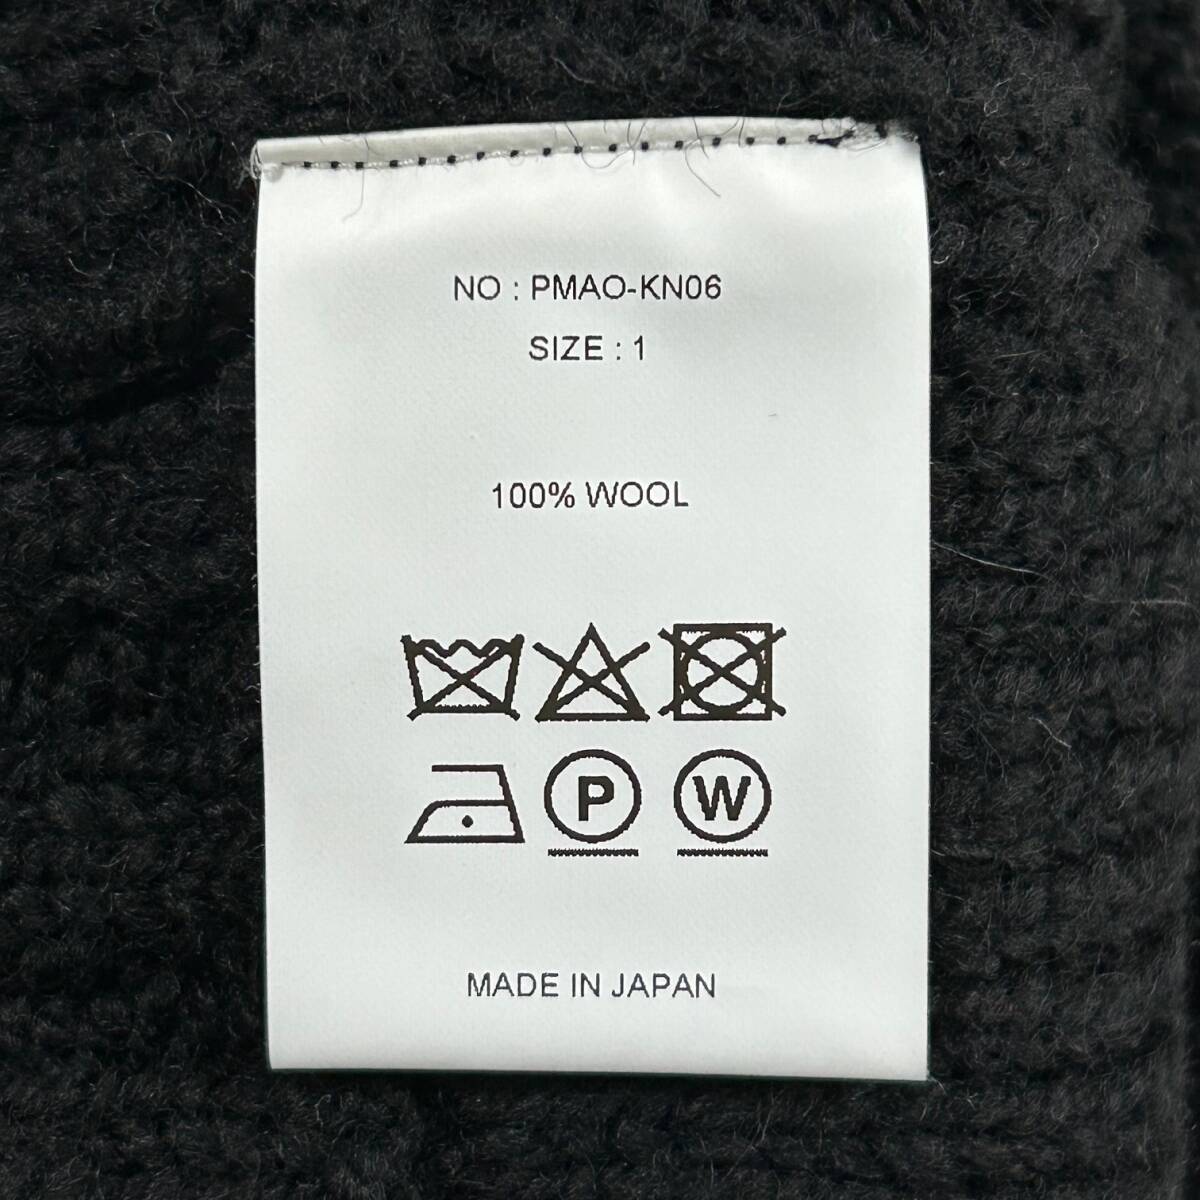 NO : PMAO-KN06
SIZE : 1
100% WOOL
P W
MADE IN JAPAN